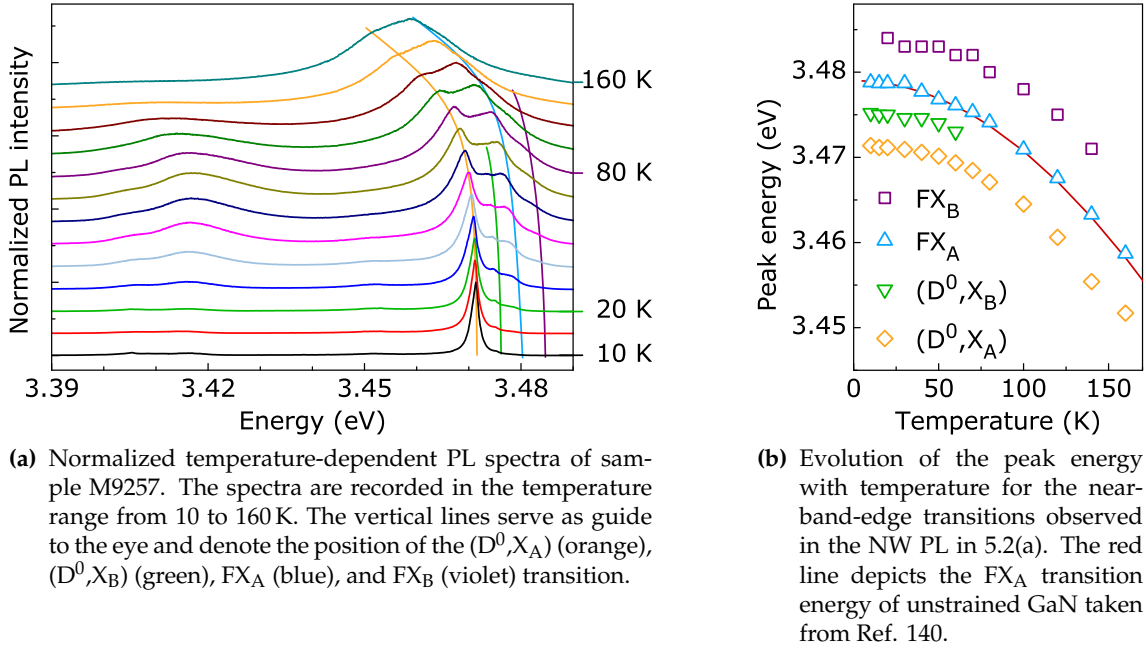 Normalized PL intensity
160 K
80 K
20 K
10 K
3.39
3.42
3.45
3.48
Energy (eV)
(a) Normalized temperature-dependent PL spectra of sam-
ple M9257. The spectra are recorded in the temperature
range from 10 to 160 K. The vertical lines serve as guide
to the eye and denote the position of the (D⁰,X_A) (orange),
(D⁰,X_B) (green), FX_A (blue), and FX_B (violet) transition.
Peak energy (eV)
3.48
3.47
3.46
3.45
FX_B
FX_A
(D⁰,X_B)
(D⁰,X_A)
0
50
100
150
Temperature (K)
(b) Evolution of the peak energy
with temperature for the near-
band-edge transitions observed
in the NW PL in 5.2(a). The red
line depicts the FX_A transition
energy of unstrained GaN taken
from Ref. 140.